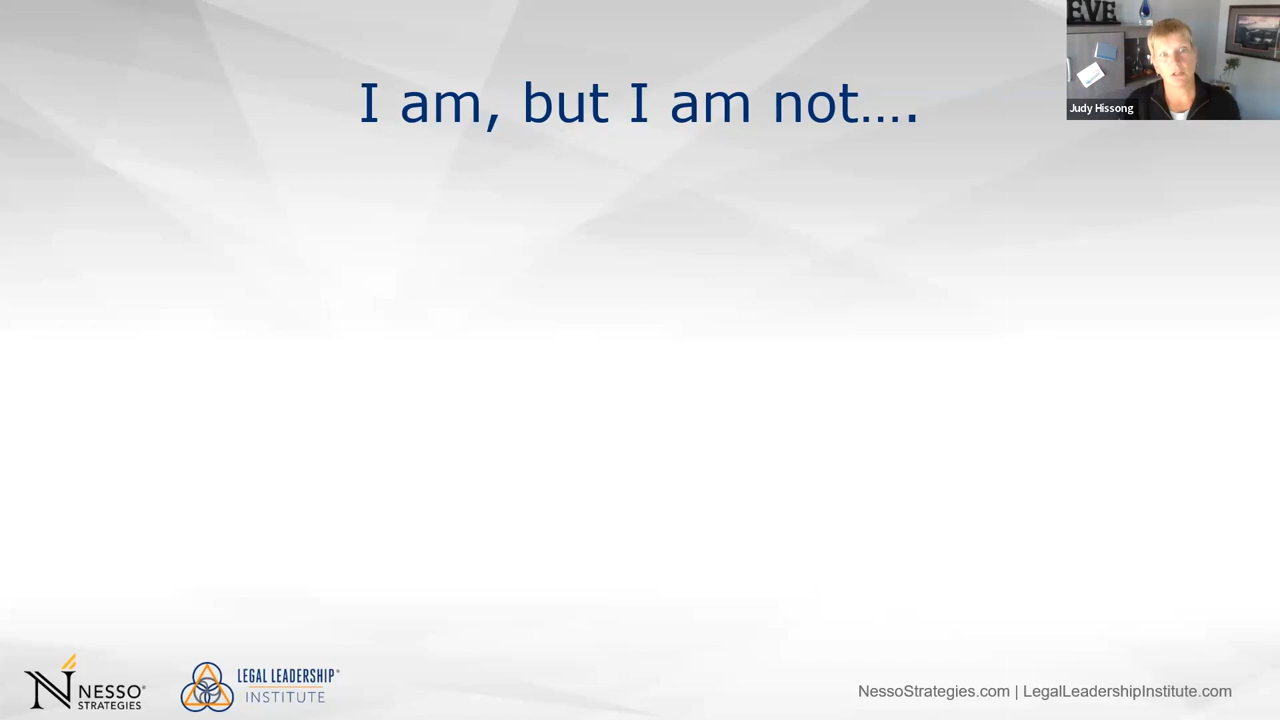 EVE
I am, but I am not....
Judy Hissong
NESSO®
STRATEGIES
LEGAL LEADERSHIP®
INSTITUTE
NessoStrategies.com | LegalLeadershipInstitute.com